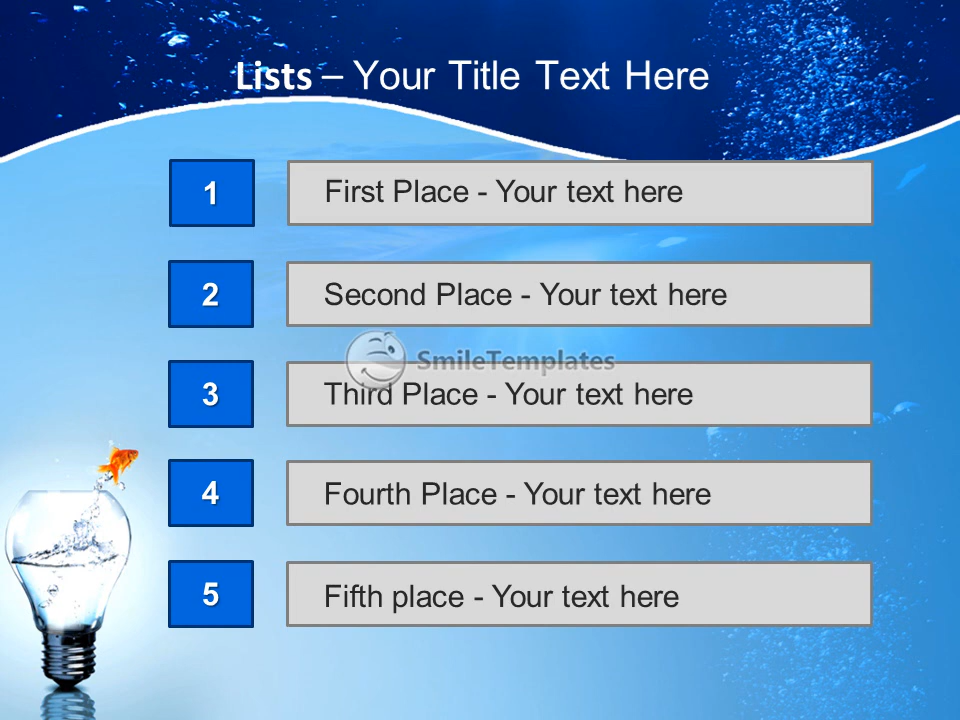 Lists – Your Title Text Here
1 First Place - Your text here
2 Second Place - Your text here
SmileTemplates
3 Third Place - Your text here
4 Fourth Place - Your text here
5 Fifth place - Your text here